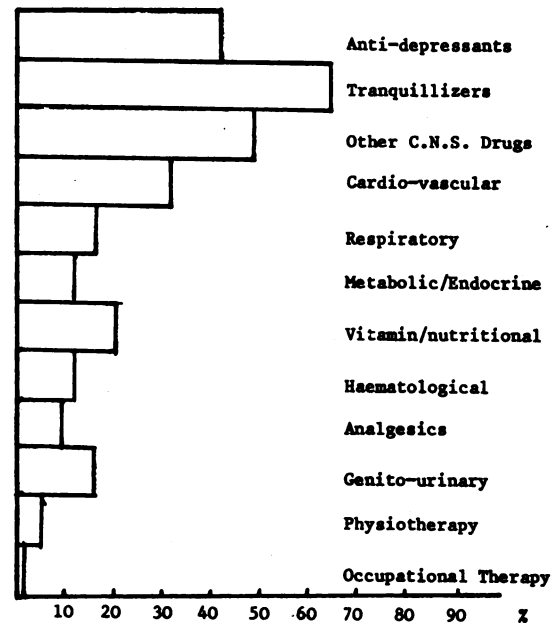 Anti-depressants
Tranquillizers
Other C.N.S. Drugs
Cardio-vascular
Respiratory
Metabolic/Endocrine
Vitamin/nutritional
Haematological
Analgesics
Genito-urinary
Physiotherapy
Occupational Therapy
10 20 30 40 50 60 70 80 90 %